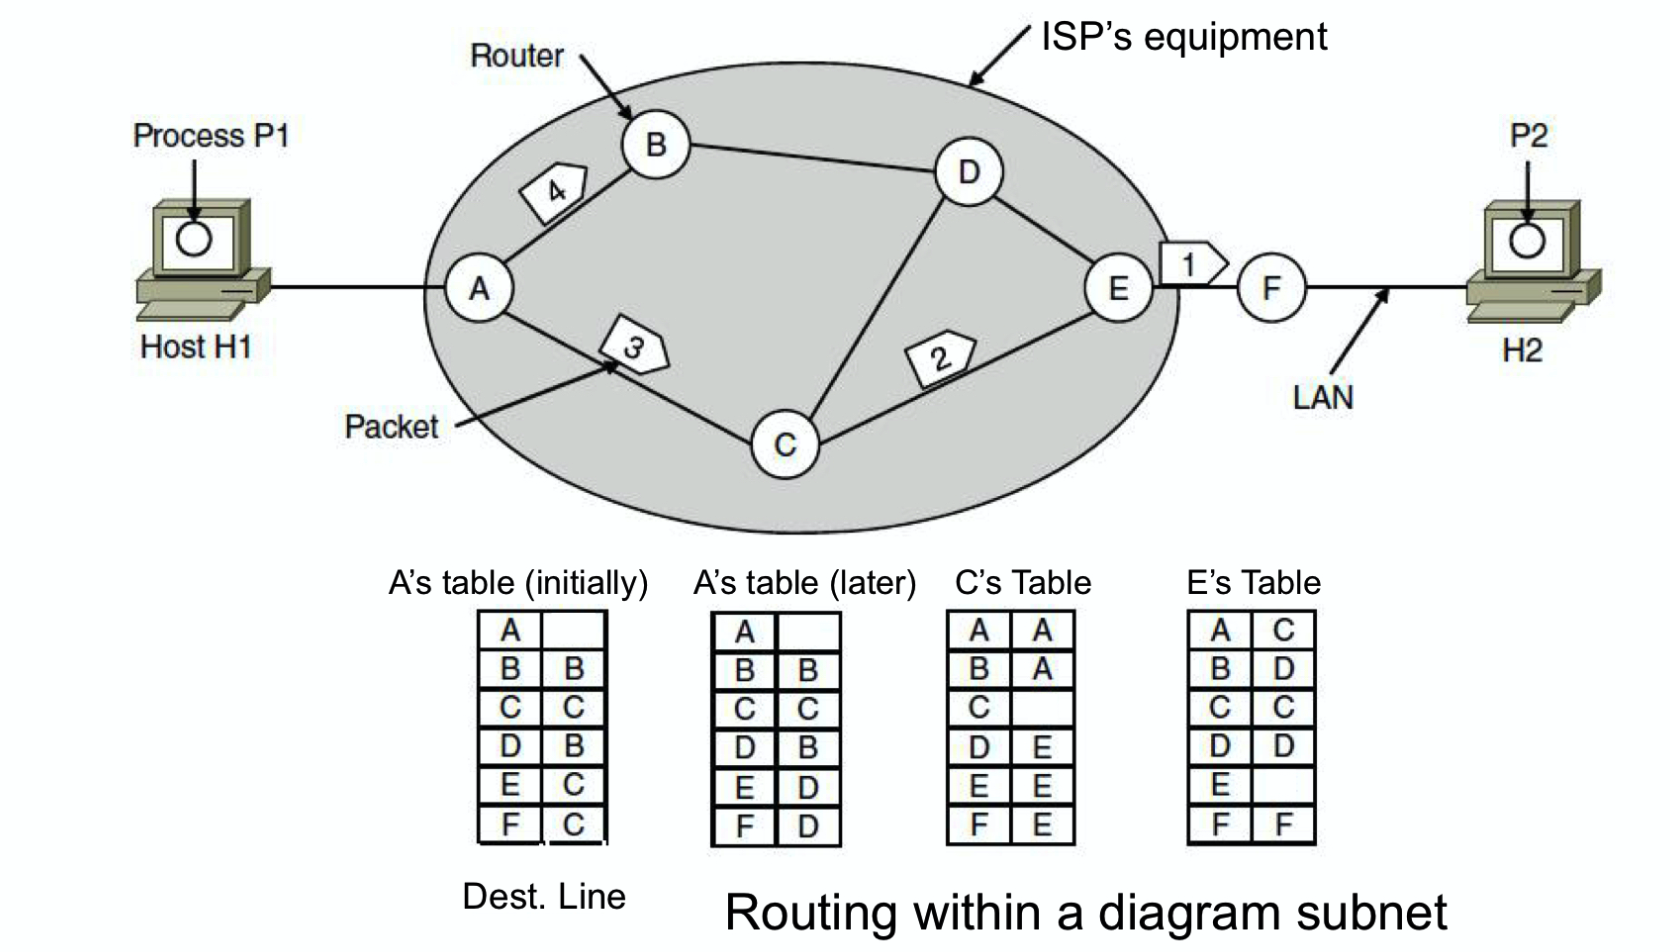 ISP’s equipment
Router
Process P1
P2
B
D
4
A
E
1
F
3
2
C
Host H1
H2
LAN
Packet
A’s table (initially)
A
B B
C C
D B
E C
F C
Dest. Line
A’s table (later)
A
B B
C C
D B
E D
F D
C’s Table
A A
B A
C
D E
E E
F E
E’s Table
A C
B D
C C
D D
E
F F
Routing within a diagram subnet